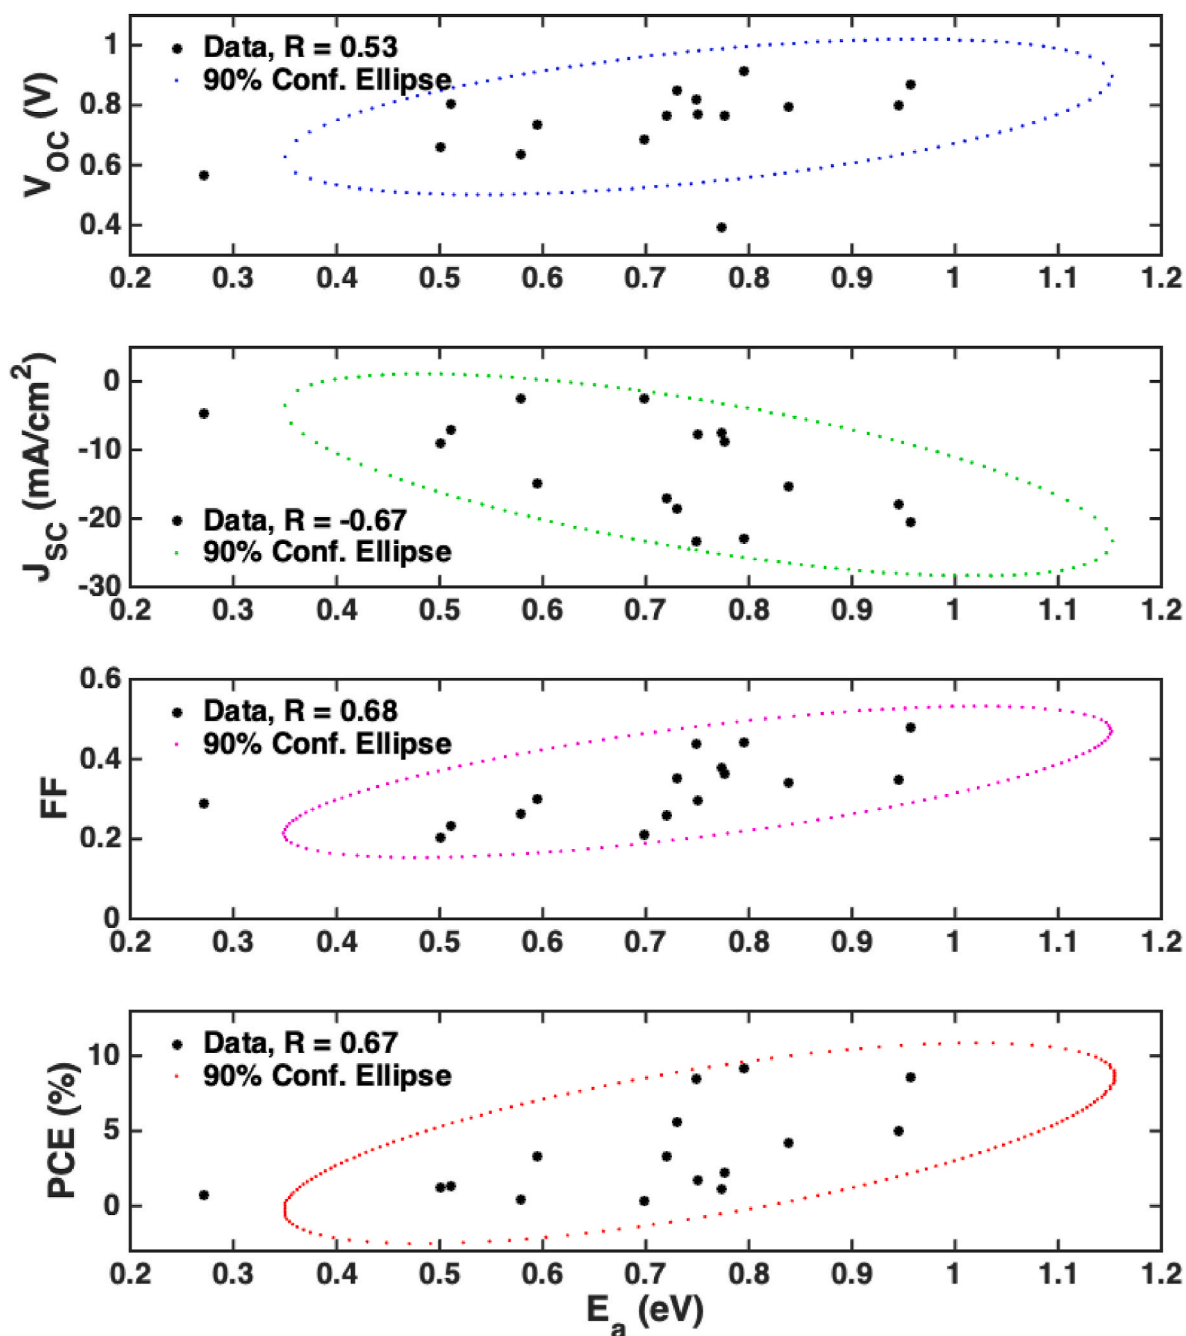 Data, R = 0.53
90% Conf. Ellipse
V_OC (V)
1
0.8
0.6
0.4
0.2 0.3 0.4 0.5 0.6 0.7 0.8 0.9 1 1.1 1.2
J_SC (mA/cm²)
0
-10
-20
-30
Data, R = -0.67
90% Conf. Ellipse
0.2 0.3 0.4 0.5 0.6 0.7 0.8 0.9 1 1.1 1.2
Data, R = 0.68
90% Conf. Ellipse
FF
0.6
0.4
0.2
0
0.2 0.3 0.4 0.5 0.6 0.7 0.8 0.9 1 1.1 1.2
Data, R = 0.67
90% Conf. Ellipse
PCE (%)
10
5
0
0.2 0.3 0.4 0.5 0.6 0.7 0.8 0.9 1 1.1 1.2
E_a (eV)